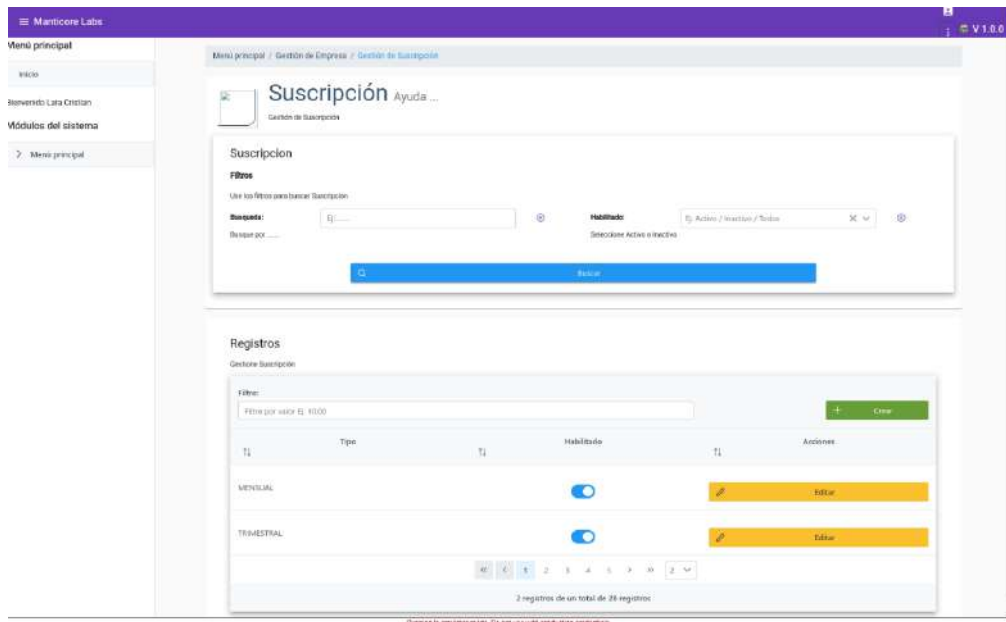 Manticore Labs
V 1.0.0
Menú principal
Menú principal / Gestión de Empresa / Gestión de Suscripción
Inicio
Bienvenido Lara Cristian
Suscripción Ayuda ...
Gestión de Suscripción
Módulos del sistema
Menú principal
Suscripcion
Filtros
Use los filtros para buscar Suscripcion
Busqueda:
Ej: ......
Habilitado:
Ej: Activo / Inactivo / Todos
Busque por ......
Seleccione Activo o Inactivo
Buscar
Registros
Gestione Suscripción
Filtro:
Filtre por valor Ej: 10.00
Crear
Tipo
Habilitado
Acciones
MENSUAL
Editar
TRIMESTRAL
Editar
1 2 3 4 5 2
2 registros de un total de 26 registros